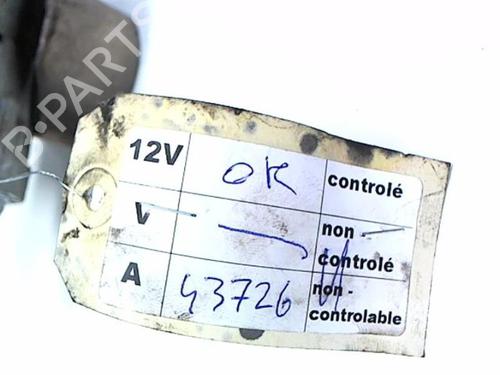 B-PARTS
12V OK controlé
V non controlé
A 43726 non-controlable